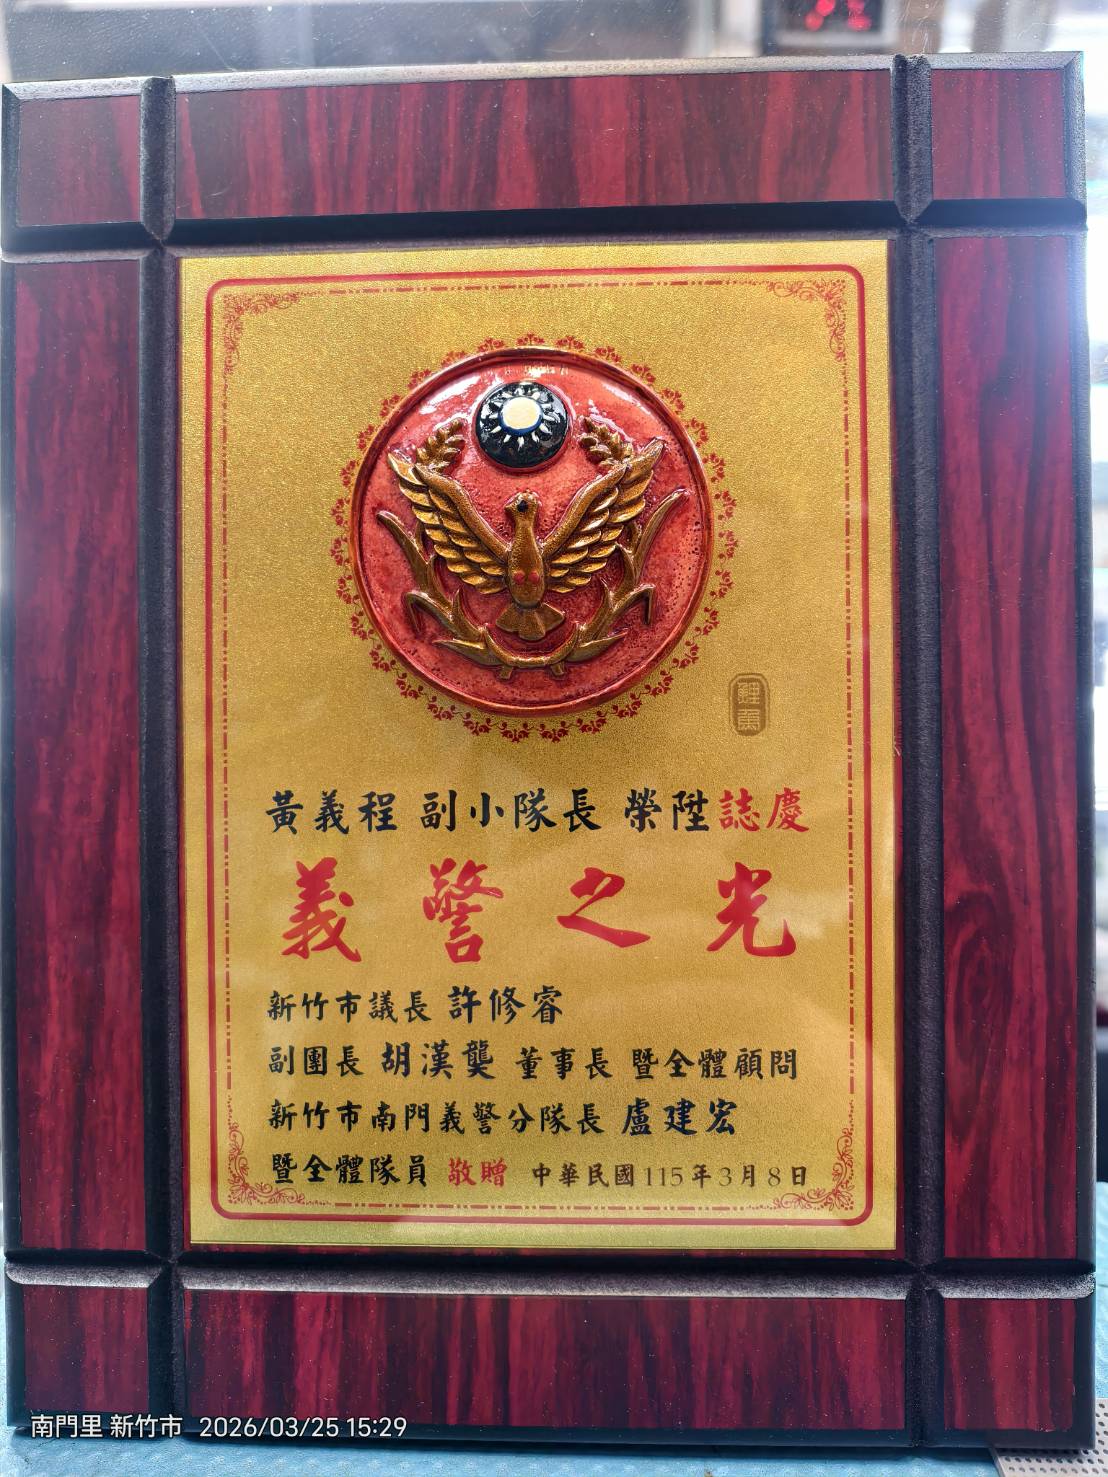 鯉魚
黃義程 副小隊長 榮陞誌慶
義警之光
新竹市議長 許修睿
副團長 胡漢龑 董事長 暨全體顧問
新竹市南門義警分隊長 盧建宏
暨全體隊員 敬贈 中華民國115年3月8日
南門里 新竹市 2026/03/25 15:29